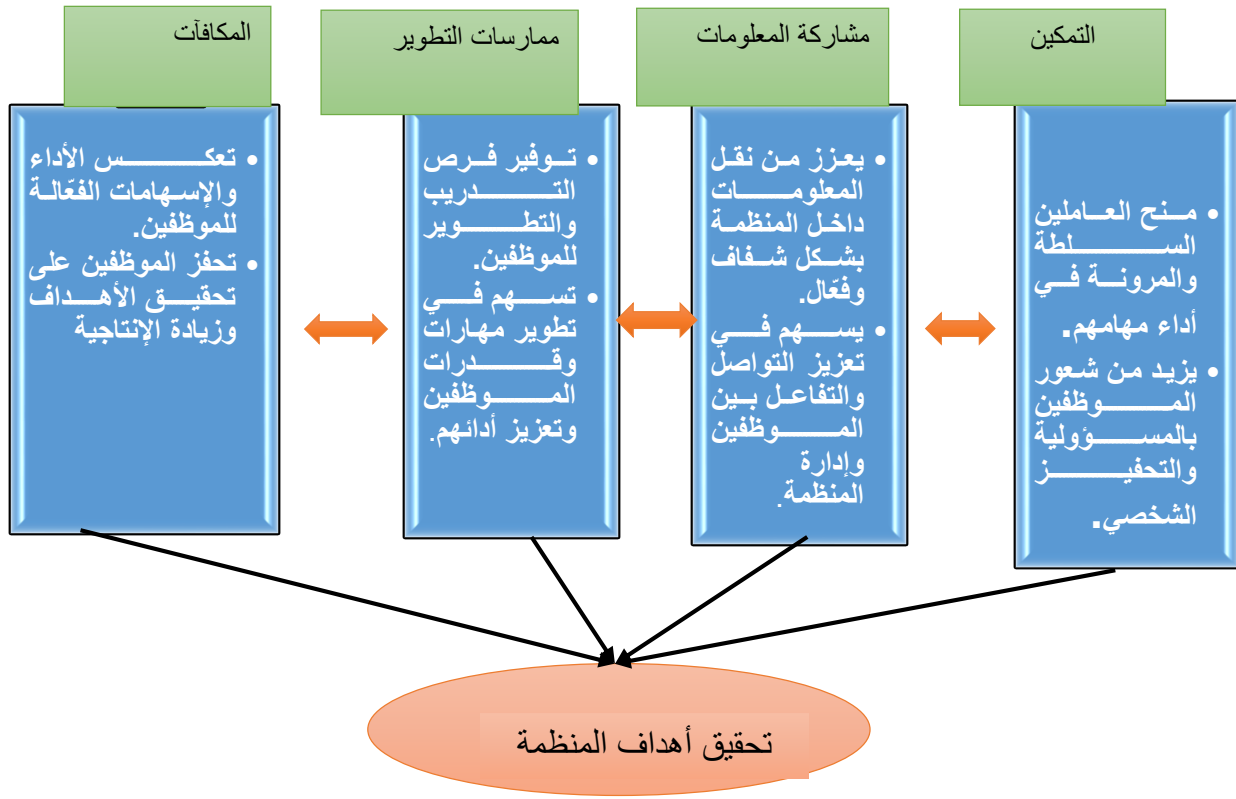 التمكين
• منح العاملين
السلطة
والمرونة في
أداء مهامهم.
• يزيد من شعور
الموظفين
بالمسؤولية
والتحفيز
الشخصي.
مشاركة المعلومات
• يعزز من نقل
المعلومات
داخل المنظمة
بشكل شفاف
وفعّال.
• يسهم في
تعزيز التواصل
والتفاعل بين
الموظفين
وإدارة
المنظمة.
ممارسات التطوير
• توفير فرص
التدريب
والتطوير
للموظفين.
• تسهم في
تطوير مهارات
وقدرات
الموظفين
وتعزيز أدائهم.
المكافآت
• تعكس الأداء
والإسهامات الفعّالة
للموظفين.
• تحفز الموظفين على
تحقيق الأهداف
وزيادة الإنتاجية
تحقيق أهداف المنظمة